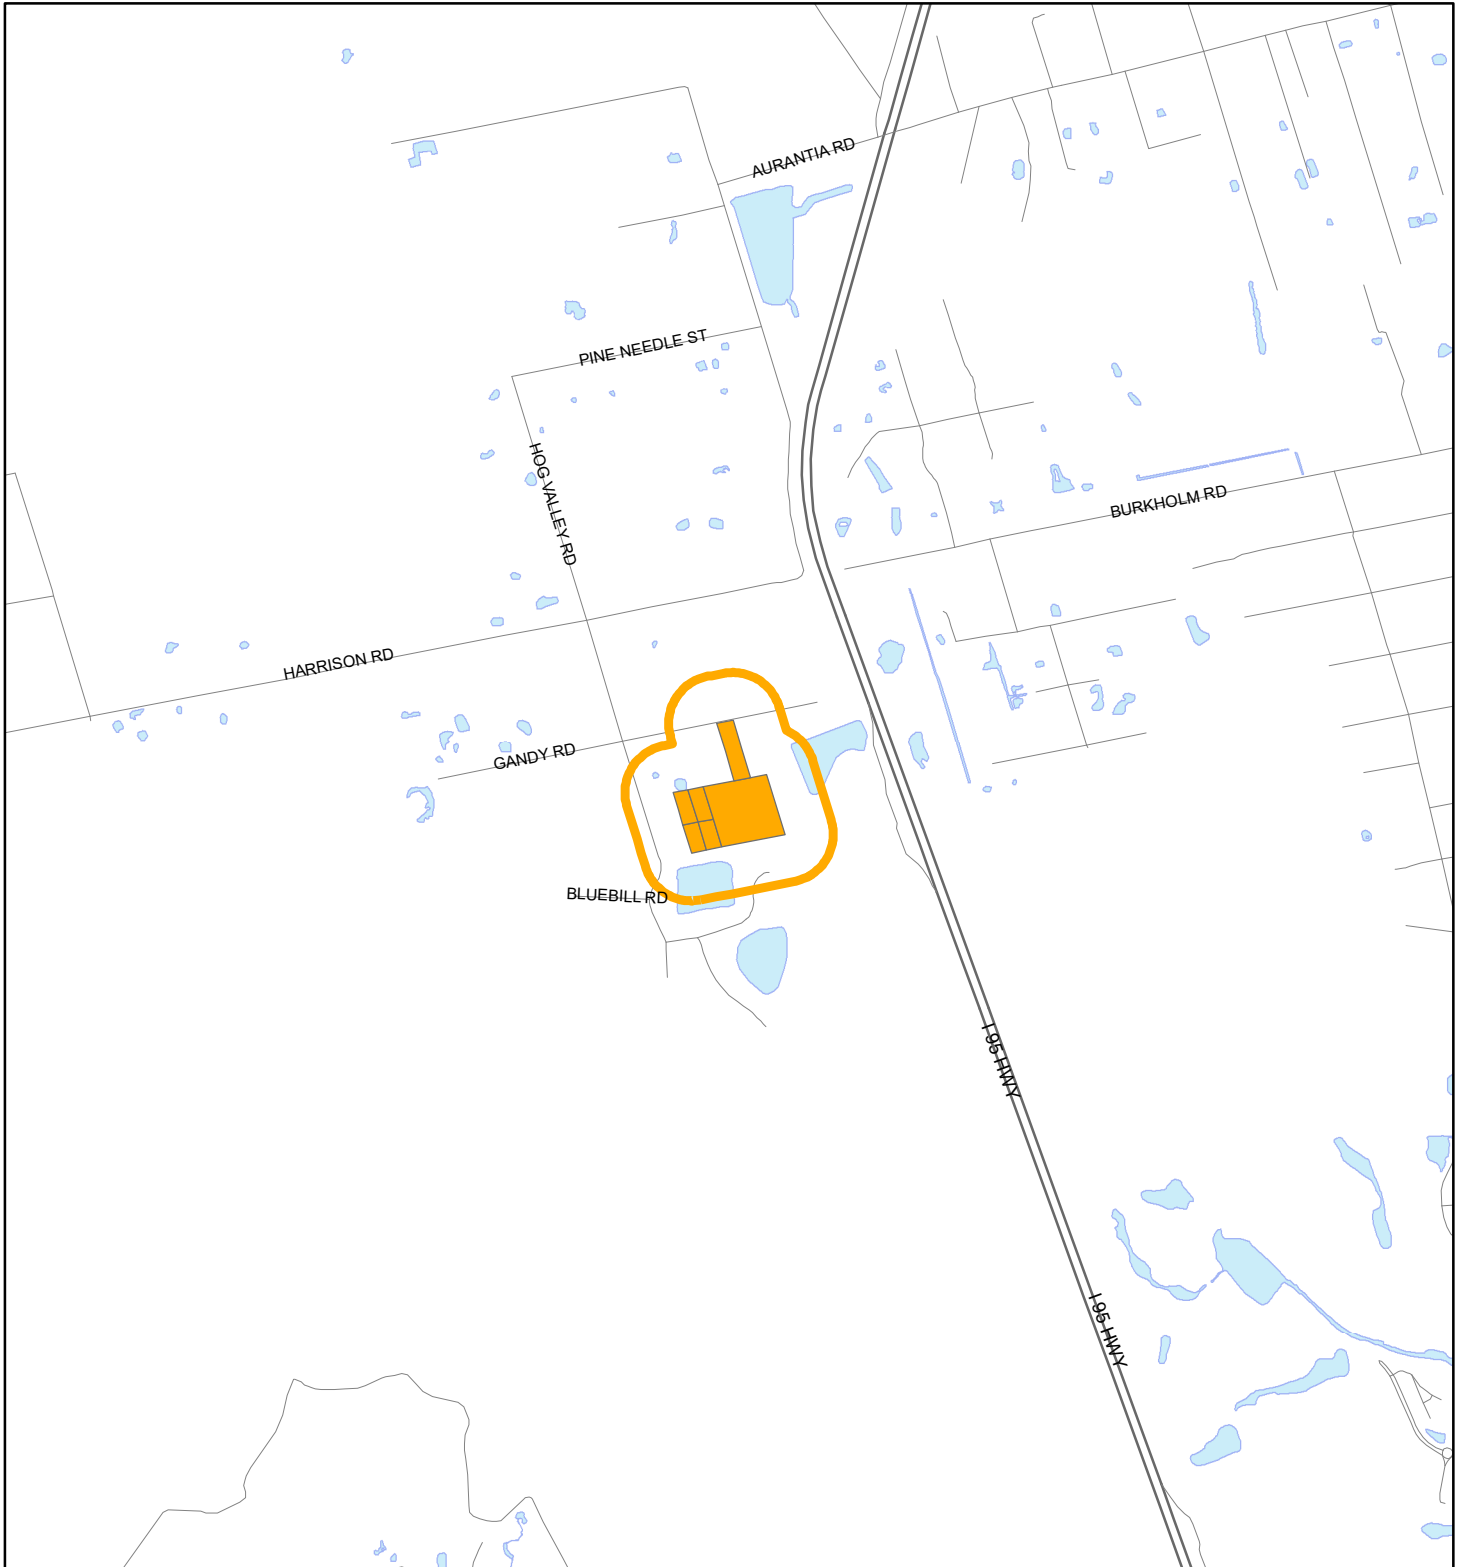 AURANTIA RD
PINE NEEDLE ST
HOG VALLEY RD
BURKHOLM RD
HARRISON RD
GANDY RD
BLUEBILL RD
I 95 HWY
I 95 HWY